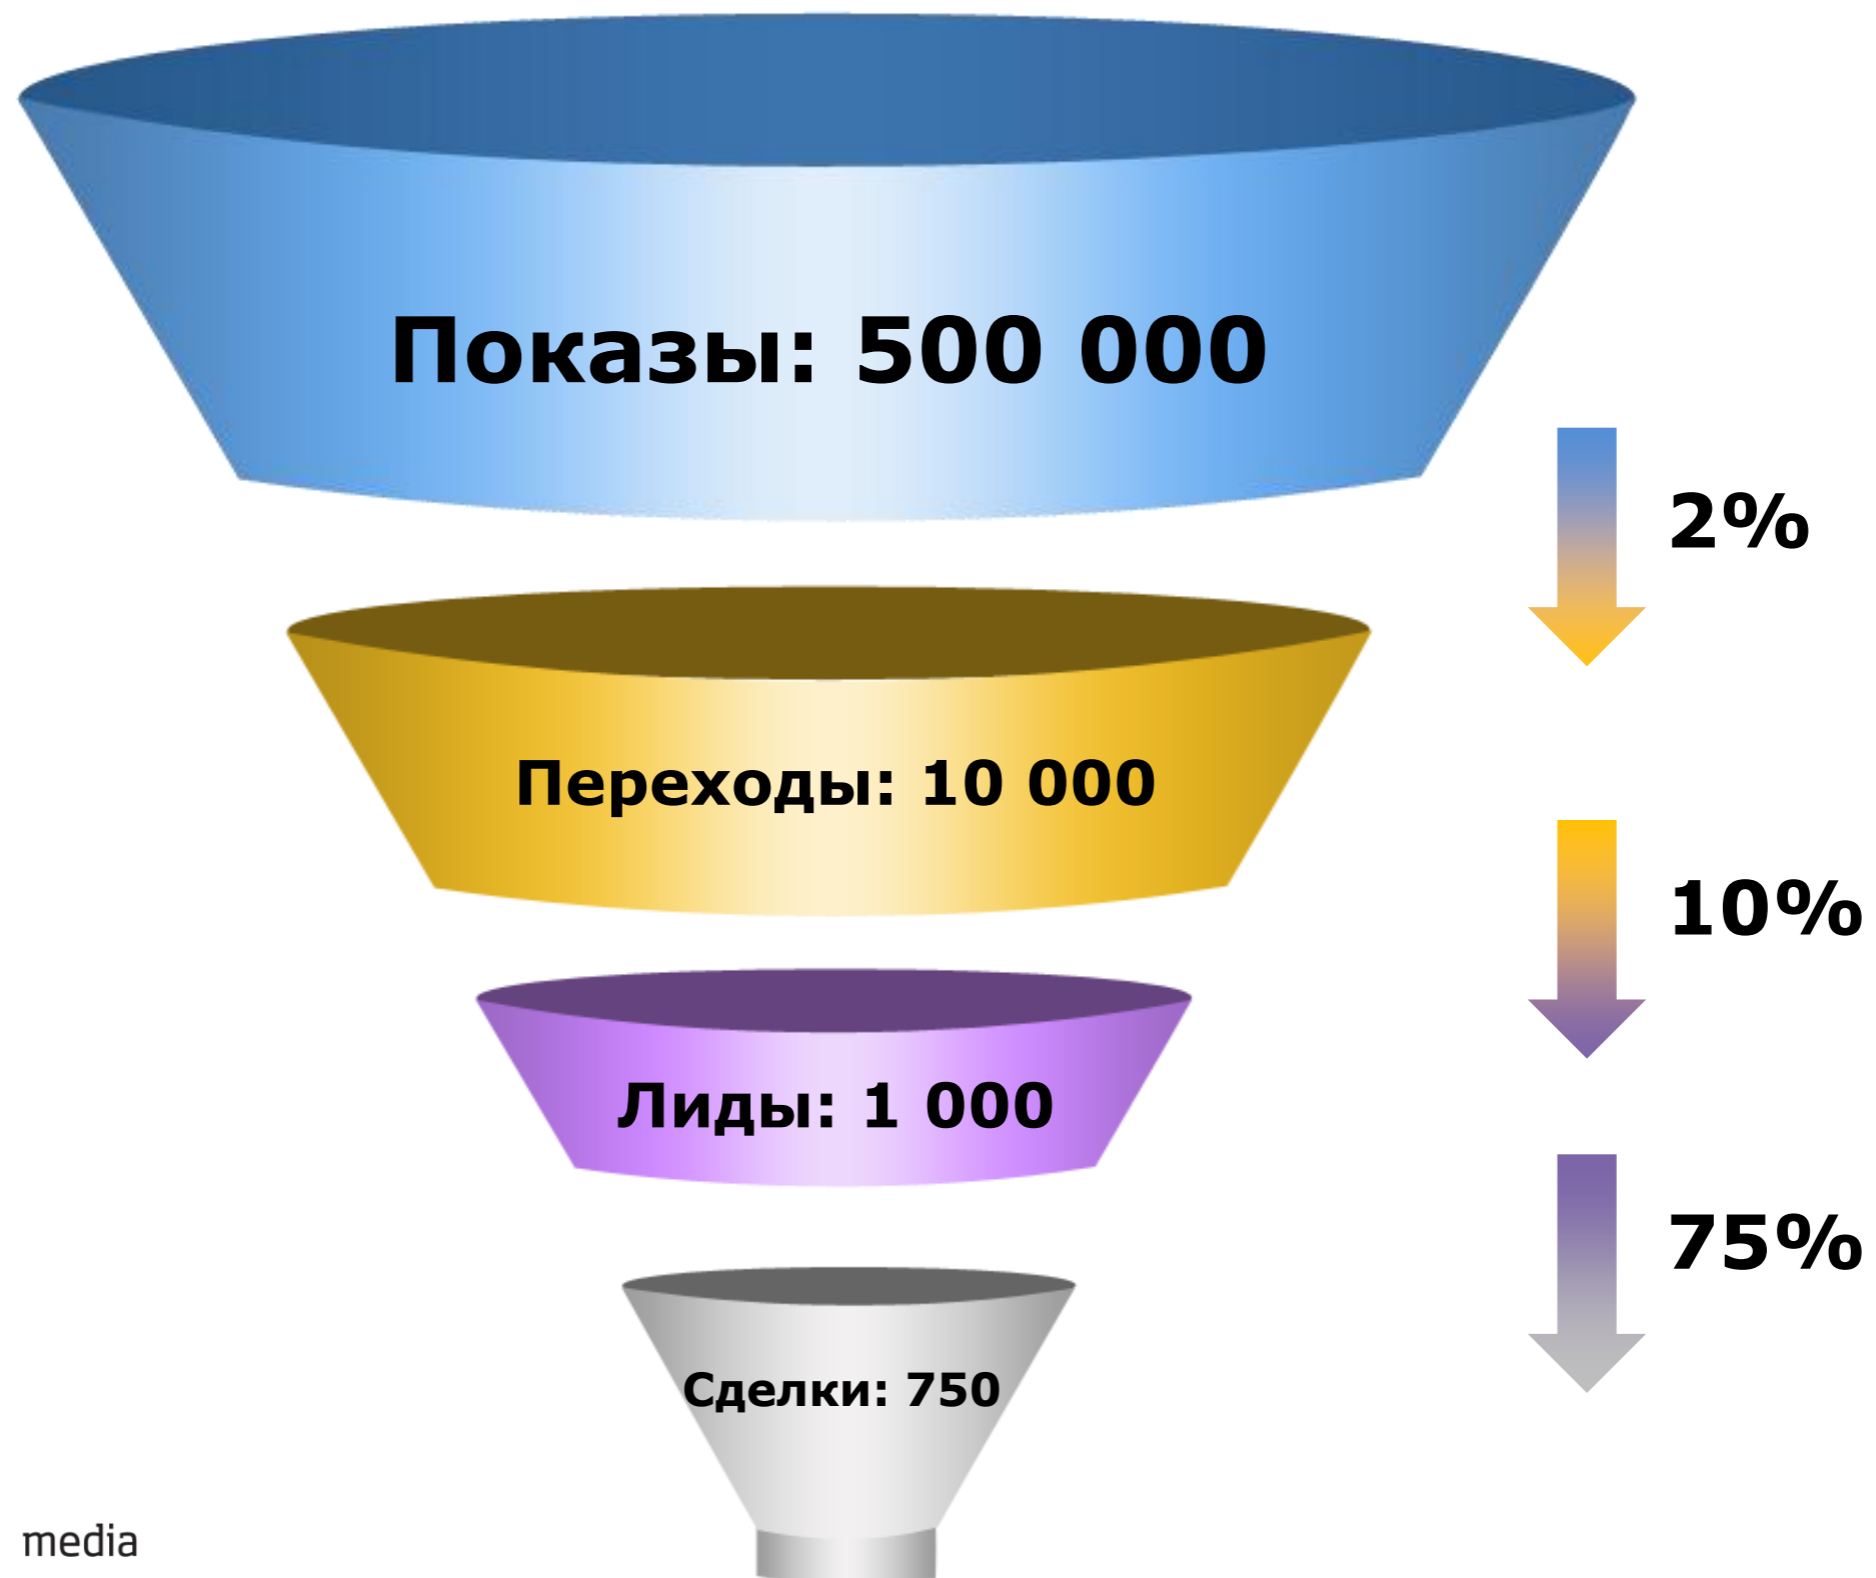 Показы: 500 000
2%
Переходы: 10 000
10%
Лиды: 1 000
75%
Сделки: 750
media